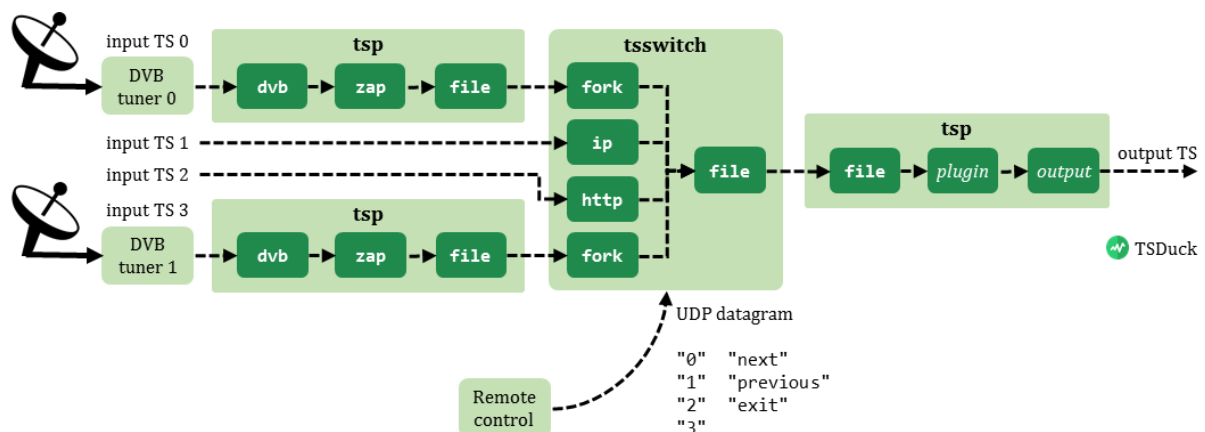 input TS 0
DVB
tuner 0
tsp
dvb
zap
file
input TS 1
input TS 2
input TS 3
DVB
tuner 1
tsp
dvb
zap
file
tsswitch
fork
ip
http
fork
file
tsp
file
plugin
output
output TS
TSDuck
UDP datagram
"0" "next"
"1" "previous"
"2" "exit"
"3"
Remote
control